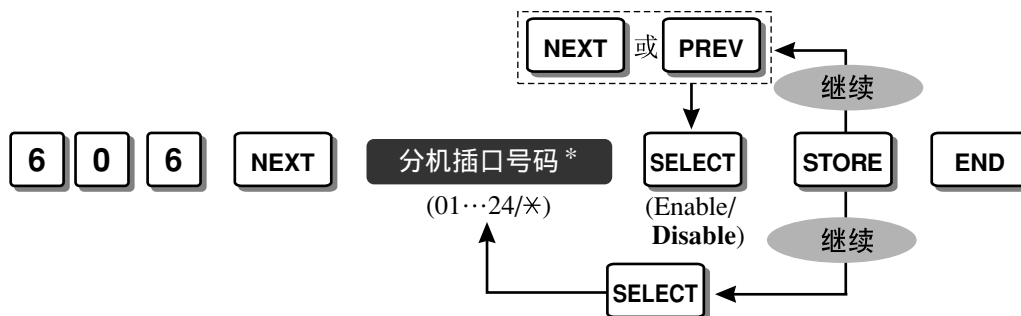 NEXT 或 PREV
继续
6 0 6 NEXT 分机插口号码* SELECT STORE END
(01⋯24/✳) (Enable/
Disable)
继续
SELECT